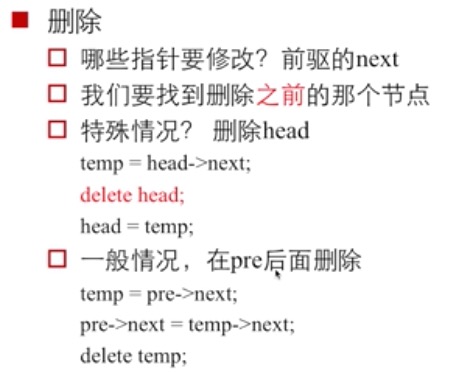 删除
哪些指针要修改？前驱的next
我们要找到删除之前的那个节点
特殊情况？ 删除head
temp = head->next;
delete head;
head = temp;
一般情况，在pre后面删除
temp = pre->next;
pre->next = temp->next;
delete temp;